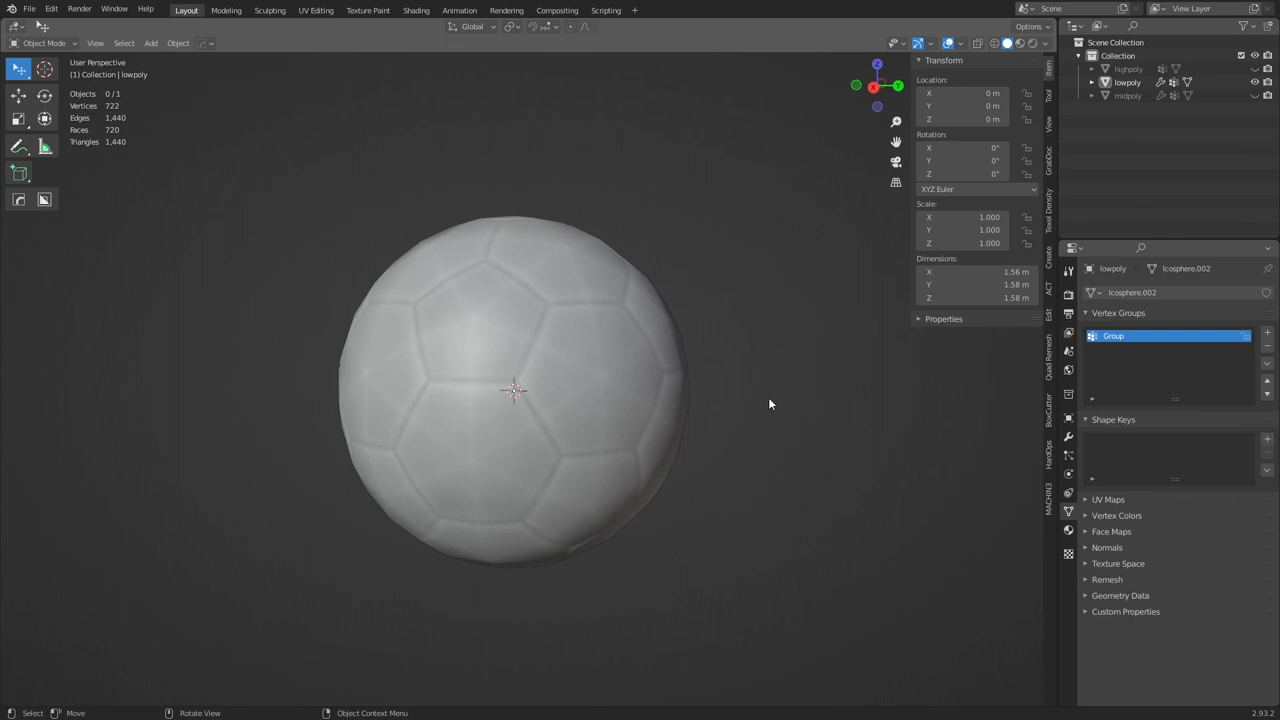 File Edit Render Window Help Layout Modeling Sculpting UV Editing Texture Paint Shading Animation Rendering Compositing Scripting + Scene View Layer
Global Options
Object Mode View Select Add Object
User Perspective
(1) Collection | lowpoly
Objects 0 / 1
Vertices 722
Edges 1,440
Faces 720
Triangles 1,440
Z
Y
X
Transform
Location:
X 0 m
Y 0 m
Z 0 m
Rotation:
X 0°
Y 0°
Z 0°
XYZ Euler
Scale:
X 1.000
Y 1.000
Z 1.000
Dimensions:
X 1.56 m
Y 1.58 m
Z 1.58 m
Properties
Item
Tool
View
GrabDoc
Texel Density
Create
ACT
Edit
Quad Remesh
BoxCutter
HardOps
MACHIN3
Scene Collection
Collection
highpoly
lowpoly
midpoly
lowpoly Icosphere.002
Icosphere.002
Vertex Groups
Group
Shape Keys
UV Maps
Vertex Colors
Face Maps
Normals
Texture Space
Remesh
Geometry Data
Custom Properties
Select Move Rotate View Object Context Menu 2.93.2